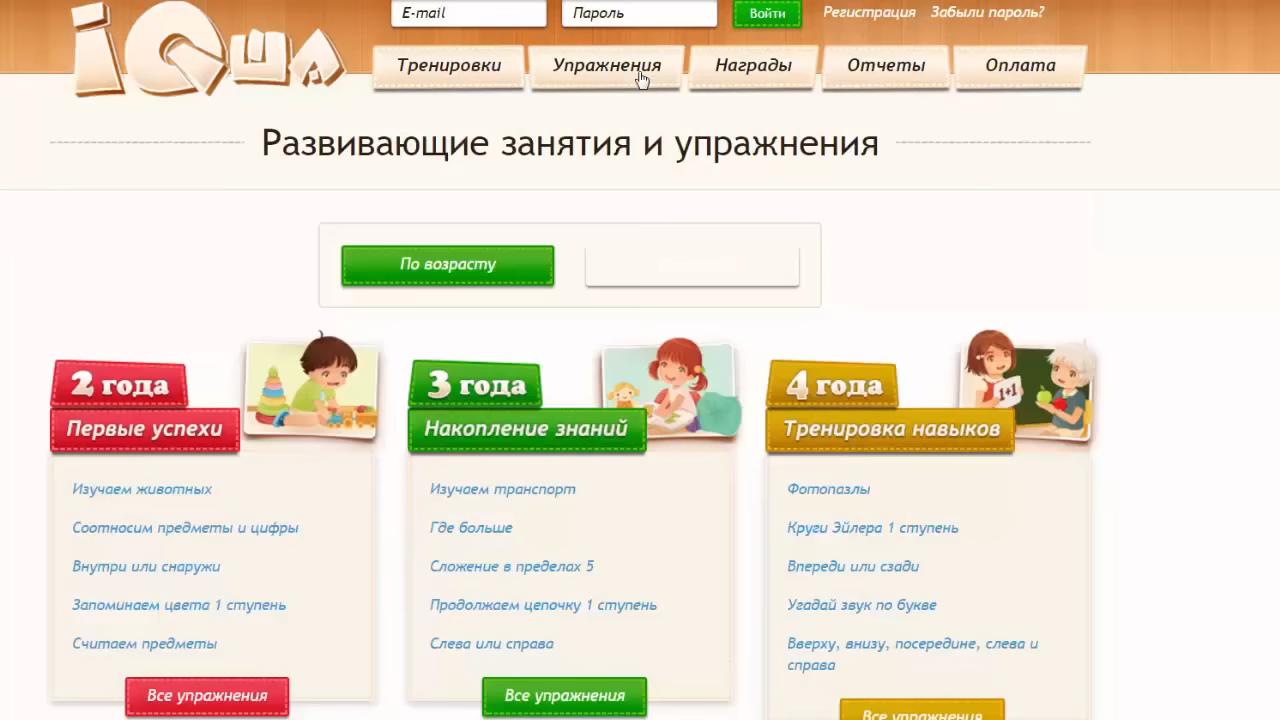 E-mail
Пароль
Войти
Регистрация
Забыли пароль?
iQша
Тренировки
Упражнения
Награды
Отчеты
Оплата
Развивающие занятия и упражнения
По возрасту
2 года
Первые успехи
Изучаем животных
Соотносим предметы и цифры
Внутри или снаружи
Запоминаем цвета 1 ступень
Считаем предметы
Все упражнения
3 года
Накопление знаний
Изучаем транспорт
Где больше
Сложение в пределах 5
Продолжаем цепочку 1 ступень
Слева или справа
Все упражнения
4 года
1+1
Тренировка навыков
Фотопазлы
Круги Эйлера 1 ступень
Впереди или сзади
Угадай звук по букве
Вверху, внизу, посередине, слева и
справа
Все упражнения